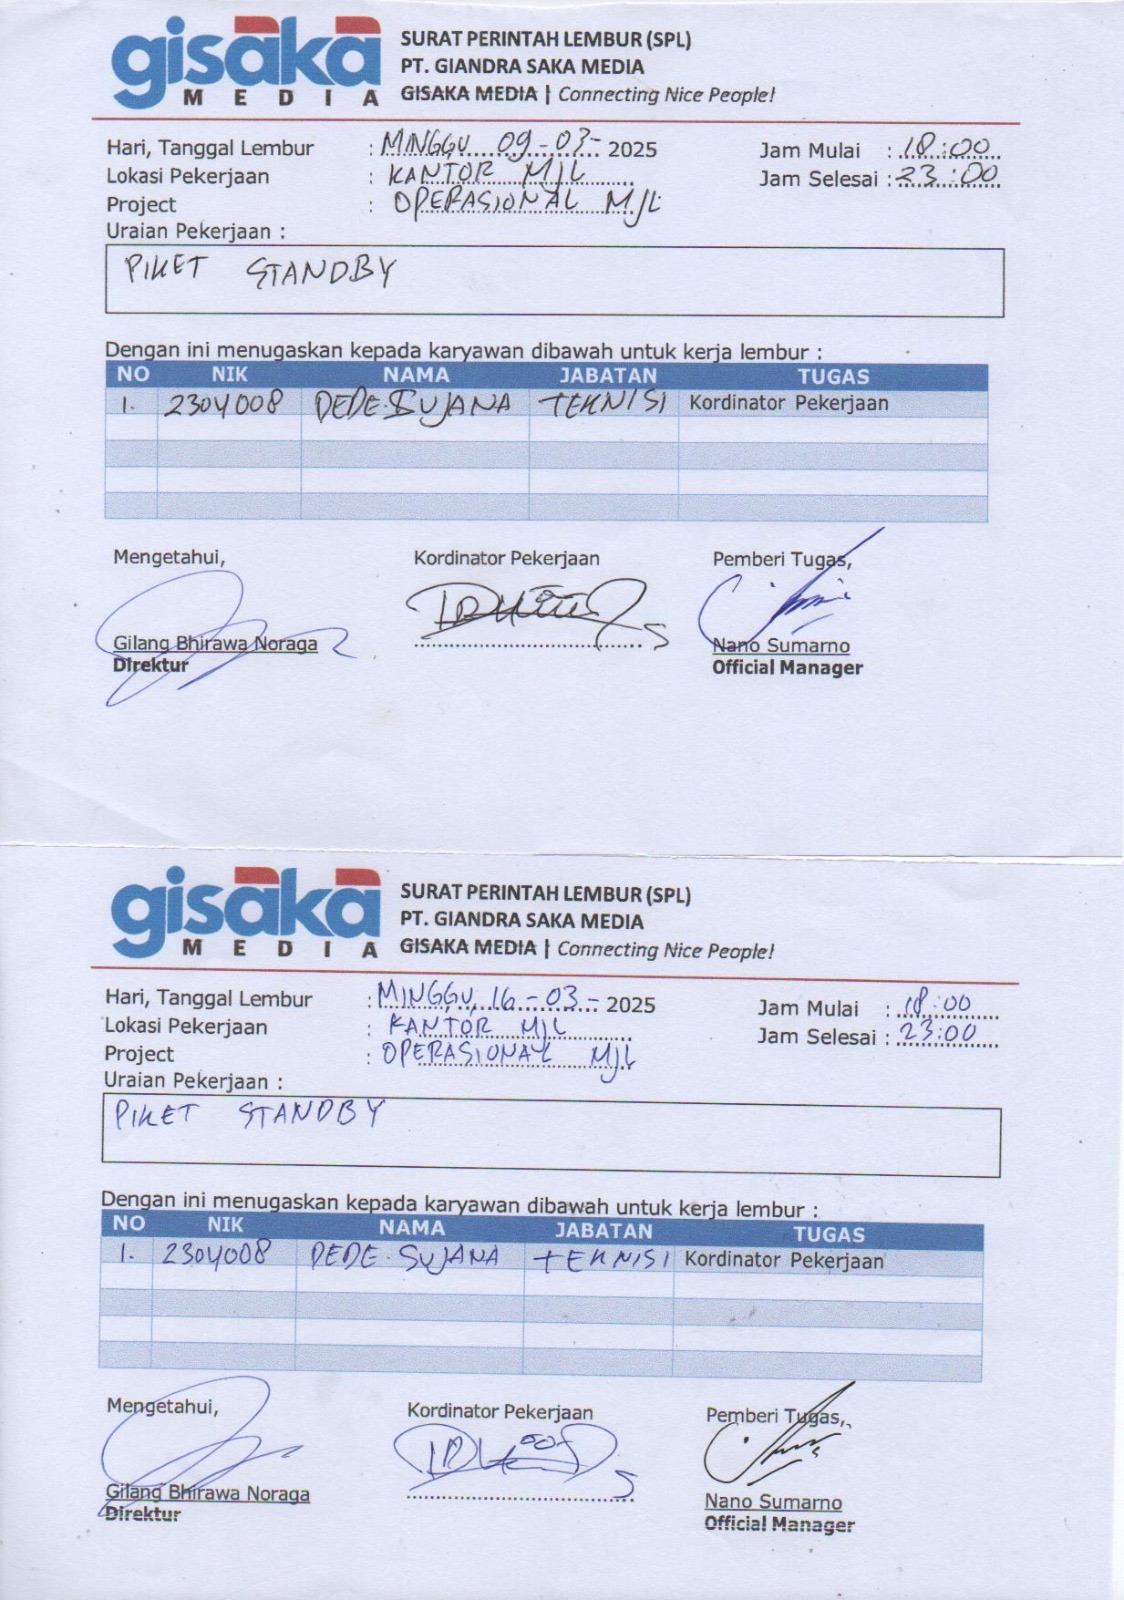 gisaka
MEDIA
SURAT PERINTAH LEMBUR (SPL)
PT. GIANDRA SAKA MEDIA
GISAKA MEDIA | Connecting Nice People!
Hari, Tanggal Lembur : MINGGU 09-03- 2025 Jam Mulai : 18:00
Lokasi Pekerjaan : KANTOR MJL Jam Selesai : 23:00
Project : OPERASIONAL MJL
Uraian Pekerjaan :
PIKET STANDBY
Dengan ini menugaskan kepada karyawan dibawah untuk kerja lembur :
NO NIK NAMA JABATAN TUGAS
1. 2304008 DEDE.SUJANA TEKNISI Kordinator Pekerjaan
Mengetahui, Kordinator Pekerjaan Pemberi Tugas,
Gilang Bhirawa Noraga Nano Sumarno
Direktur Official Manager
gisaka
MEDIA
SURAT PERINTAH LEMBUR (SPL)
PT. GIANDRA SAKA MEDIA
GISAKA MEDIA | Connecting Nice People!
Hari, Tanggal Lembur : MINGGU, 16-03- 2025 Jam Mulai : 18:00
Lokasi Pekerjaan : KANTOR MJL Jam Selesai : 23:00
Project : OPERASIONAL MJL
Uraian Pekerjaan :
PIKET STANDBY
Dengan ini menugaskan kepada karyawan dibawah untuk kerja lembur :
NO NIK NAMA JABATAN TUGAS
1. 2304008 DEDE.SUJANA TEKNISI Kordinator Pekerjaan
Mengetahui, Kordinator Pekerjaan Pemberi Tugas,
Gilang Bhirawa Noraga Nano Sumarno
Direktur Official Manager